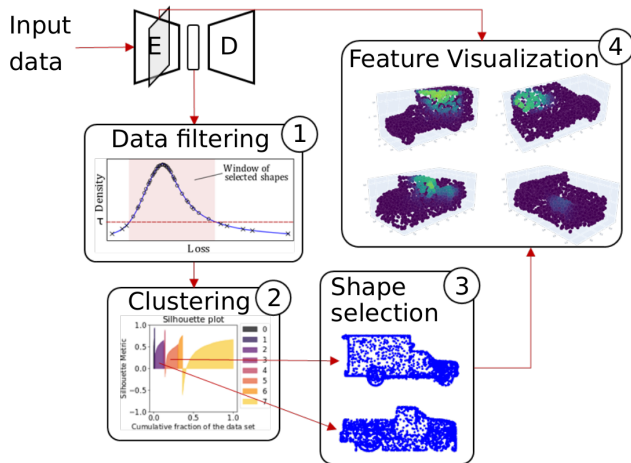 Input
data
E
D
Data filtering
1
Window of
selected shapes
Density
τ
Loss
Clustering
2
Silhouette plot
Silhouette Metric
1.0
0.5
0.0
-0.5
-1.0
0.0
0.5
1.0
Cumulative fraction of the data set
0
1
2
3
4
5
6
7
Shape
selection
3
Feature Visualization
4